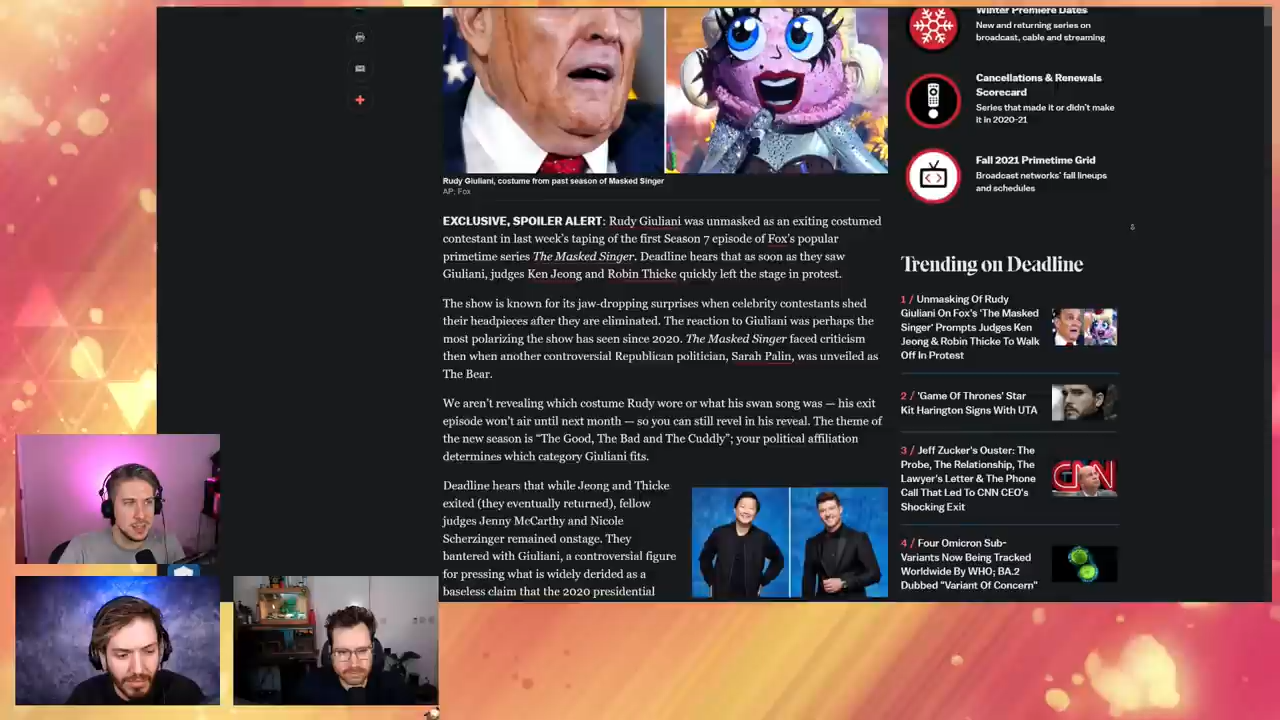 Rudy Giuliani, costume from past season of Masked Singer
AP; Fox
EXCLUSIVE, SPOILER ALERT: Rudy Giuliani was unmasked as an exiting costumed
contestant in last week's taping of the first Season 7 episode of Fox's popular
primetime series The Masked Singer. Deadline hears that as soon as they saw
Giuliani, judges Ken Jeong and Robin Thicke quickly left the stage in protest.
The show is known for its jaw-dropping surprises when celebrity contestants shed
their headpieces after they are eliminated. The reaction to Giuliani was perhaps the
most polarizing the show has seen since 2020. The Masked Singer faced criticism
then when another controversial Republican politician, Sarah Palin, was unveiled as
The Bear.
We aren't revealing which costume Rudy wore or what his swan song was — his exit
episode won't air until next month — so you can still revel in his reveal. The theme of
the new season is “The Good, The Bad and The Cuddly”; your political affiliation
determines which category Giuliani fits.
Deadline hears that while Jeong and Thicke
exited (they eventually returned), fellow
judges Jenny McCarthy and Nicole
Scherzinger remained onstage. They
bantered with Giuliani, a controversial figure
for pressing what is widely derided as a
baseless claim that the 2020 presidential
Winter Premiere Dates
New and returning series on
broadcast, cable and streaming
Cancellations & Renewals
Scorecard
Series that made it or didn't make
it in 2020-21
Fall 2021 Primetime Grid
Broadcast networks' fall lineups
and schedules
Trending on Deadline
1 / Unmasking Of Rudy
Giuliani On Fox's 'The Masked
Singer' Prompts Judges Ken
Jeong & Robin Thicke To Walk
Off In Protest
2 / 'Game Of Thrones' Star
Kit Harington Signs With UTA
3 / Jeff Zucker's Ouster: The
Probe, The Relationship, The
Lawyer's Letter & The Phone
Call That Led To CNN CEO's
Shocking Exit
CNN
4 / Four Omicron Sub-
Variants Now Being Tracked
Worldwide By WHO; BA.2
Dubbed "Variant Of Concern"